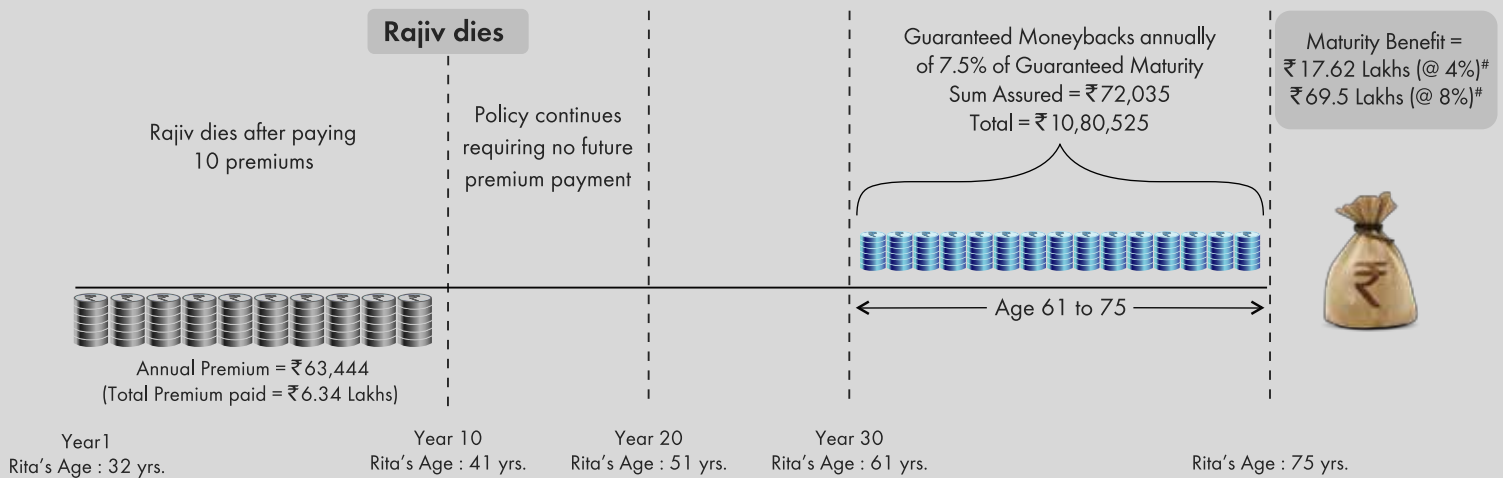 Rajiv dies
Rajiv dies after paying
10 premiums
Policy continues
requiring no future
premium payment
Guaranteed Moneybacks annually
of 7.5% of Guaranteed Maturity
Sum Assured = ₹72,035
Total = ₹10,80,525
Maturity Benefit =
₹17.62 Lakhs (@ 4%)#
₹69.5 Lakhs (@ 8%)#
Age 61 to 75
Annual Premium = ₹63,444
(Total Premium paid = ₹6.34 Lakhs)
Year1
Rita's Age : 32 yrs.
Year 10
Rita's Age : 41 yrs.
Year 20
Rita's Age : 51 yrs.
Year 30
Rita's Age : 61 yrs.
Rita's Age : 75 yrs.
₹